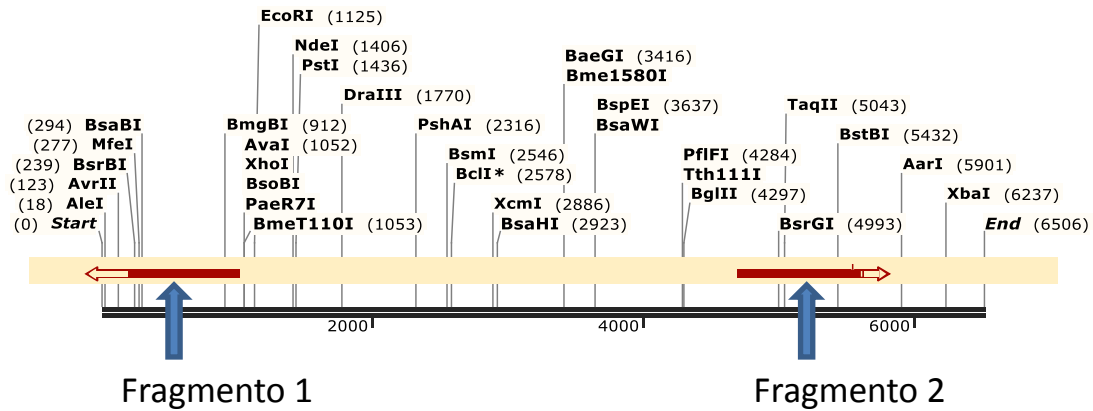 EcoRI (1125)
NdeI (1406)
PstI (1436)
DraIII (1770)
(294) BsaBI
(277) MfeI
(239) BsrBI
(123) AvrII
(18) AleI
(0) Start
BmgBI (912)
AvaI (1052)
XhoI
BsoBI
PaeR7I
BmeT110I (1053)
PshAI (2316)
BsmI (2546)
BclI* (2578)
XcmI (2886)
BsaHI (2923)
BaeGI (3416)
Bme1580I
BspEI (3637)
BsaWI
PflFI (4284)
Tth111I
BglII (4297)
BsrGI (4993)
TaqII (5043)
BstBI (5432)
AarI (5901)
XbaI (6237)
End (6506)
2000
4000
6000
Fragmento 1
Fragmento 2